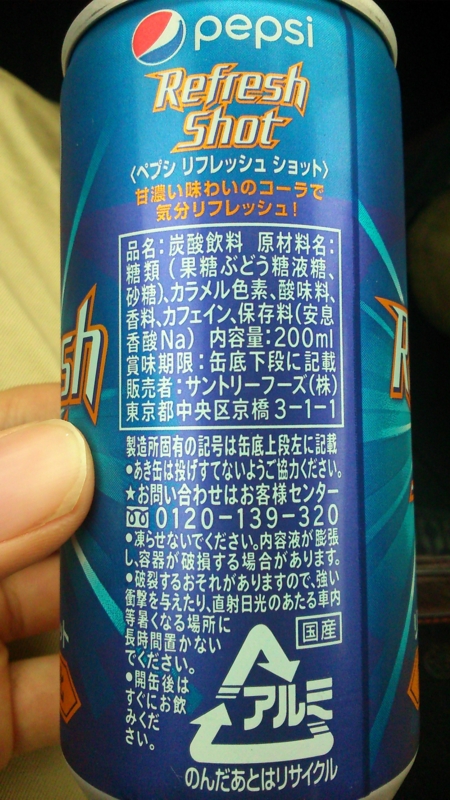 pepsi
Refresh
Shot
〈ペプシ リフレッシュ ショット〉
甘濃い味わいのコーラで
気分リフレッシュ!
品名:炭酸飲料 原材料名:
糖類(果糖ぶどう糖液糖、
砂糖)、カラメル色素、酸味料、
香料、カフェイン、保存料(安息
香酸Na) 内容量:200ml
賞味期限:缶底下段に記載
販売者:サントリーフーズ(株)
東京都中央区京橋3-1-1
製造所固有の記号は缶底上段左に記載
●あき缶は投げすてないようご協力ください。
★お問い合わせはお客様センター
0120-139-320
●凍らせないでください。内容液が膨張
し、容器が破損する場合があります。
●破裂するおそれがありますので、強い
衝撃を与えたり、直射日光のあたる車内
等暑くなる場所に
長時間置かない
でください。
●開缶後は
すぐにお飲
みくだ
さい。
国産
アルミ
のんだあとはリサイクル
sh
R